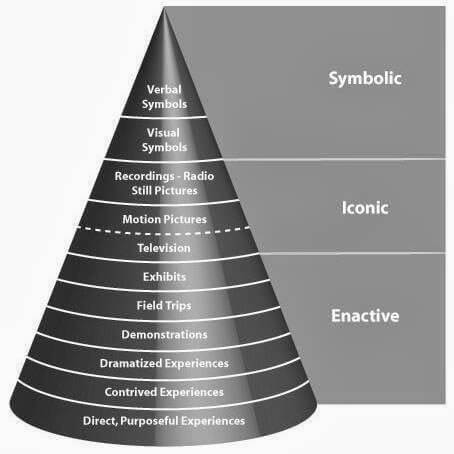 Verbal
Symbols
Symbolic
Visual
Symbols
Recordings - Radio
Still Pictures
Iconic
Motion Pictures
Television
Exhibits
Field Trips
Enactive
Demonstrations
Dramatized Experiences
Contrived Experiences
Direct, Purposeful Experiences